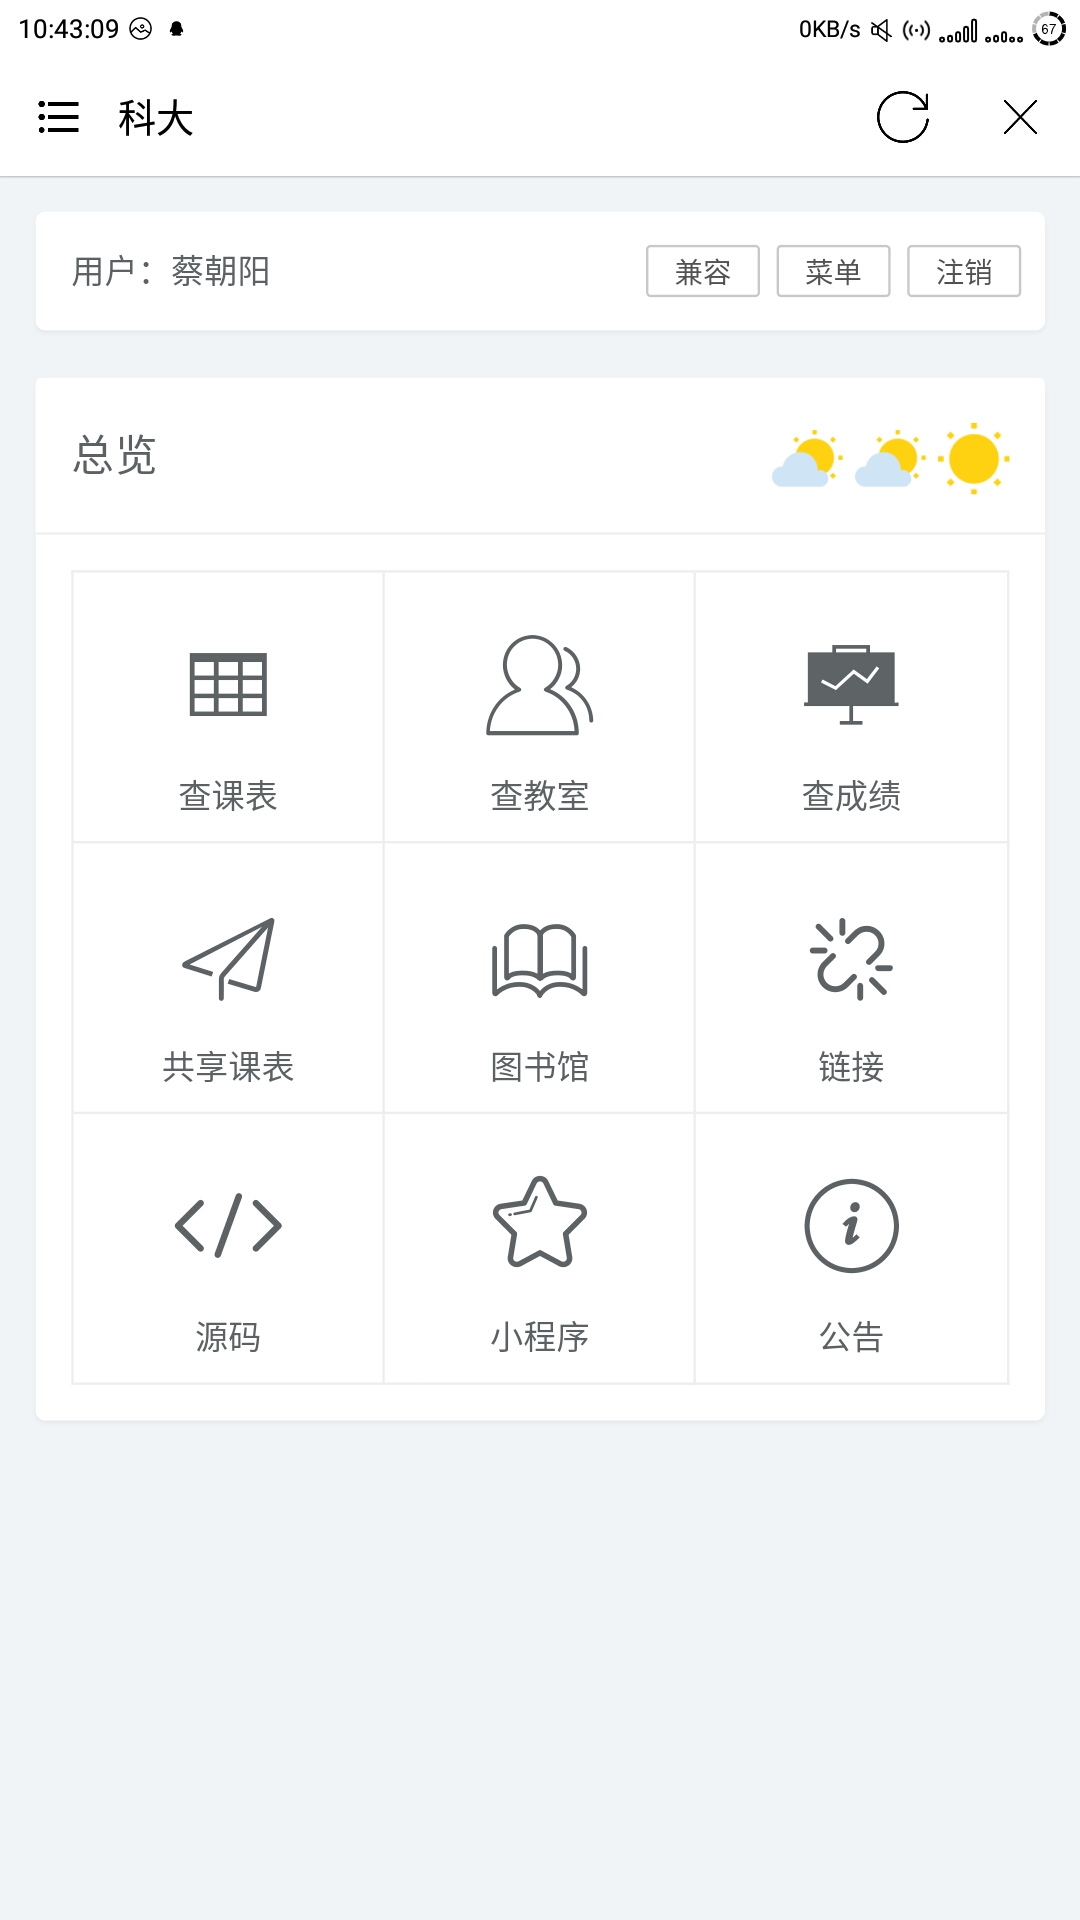 10:43:09 0KB/s 67
科大
用户：蔡朝阳 兼容 菜单 注销
总览
查课表 查教室 查成绩
共享课表 图书馆 链接
源码 小程序 公告